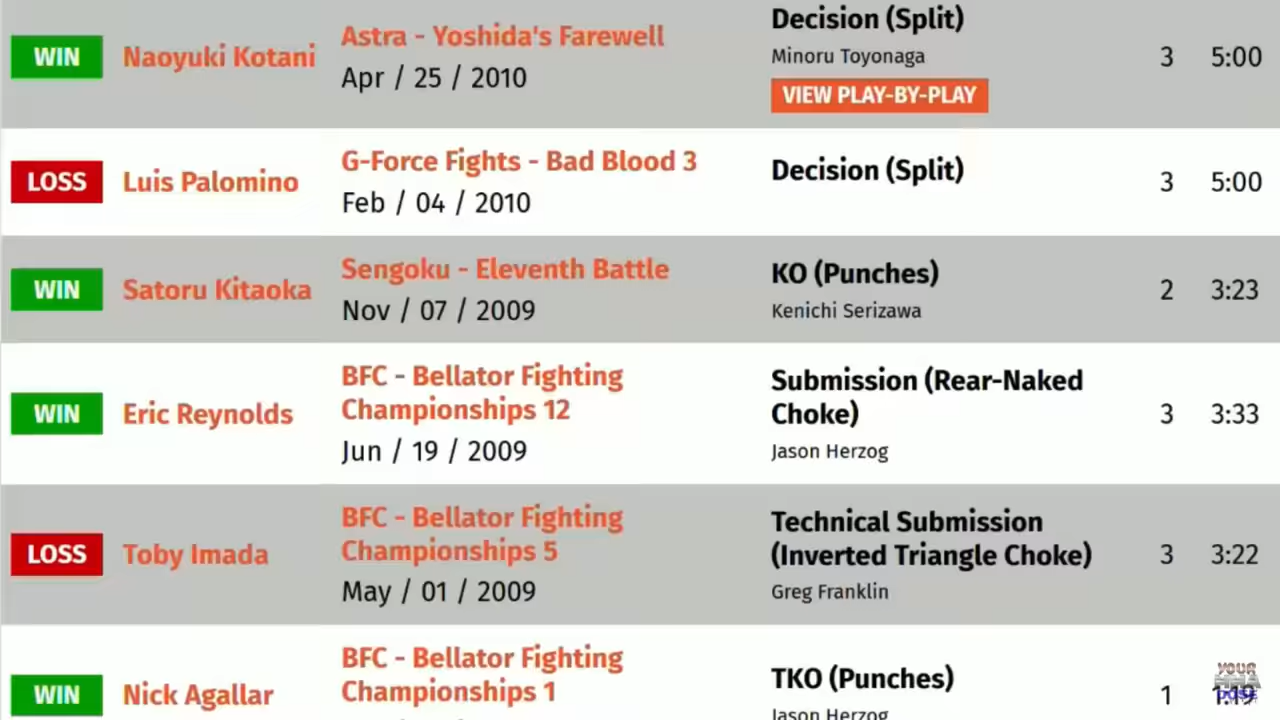 Decision (Split)
WIN Naoyuki Kotani Astra - Yoshida's Farewell Minoru Toyonaga 3 5:00
Apr / 25 / 2010
VIEW PLAY-BY-PLAY
G-Force Fights - Bad Blood 3 Decision (Split)
LOSS Luis Palomino 3 5:00
Feb / 04 / 2010
Sengoku - Eleventh Battle KO (Punches)
WIN Satoru Kitaoka 2 3:23
Nov / 07 / 2009 Kenichi Serizawa
BFC - Bellator Fighting Submission (Rear-Naked
WIN Eric Reynolds Championships 12 Choke) 3 3:33
Jun / 19 / 2009 Jason Herzog
BFC - Bellator Fighting Technical Submission
LOSS Toby Imada Championships 5 (Inverted Triangle Choke) 3 3:22
May / 01 / 2009 Greg Franklin
BFC - Bellator Fighting TKO (Punches)
WIN Nick Agallar Championships 1 1 1:19
Jason Herzog
YOUR
MMA
DOSE